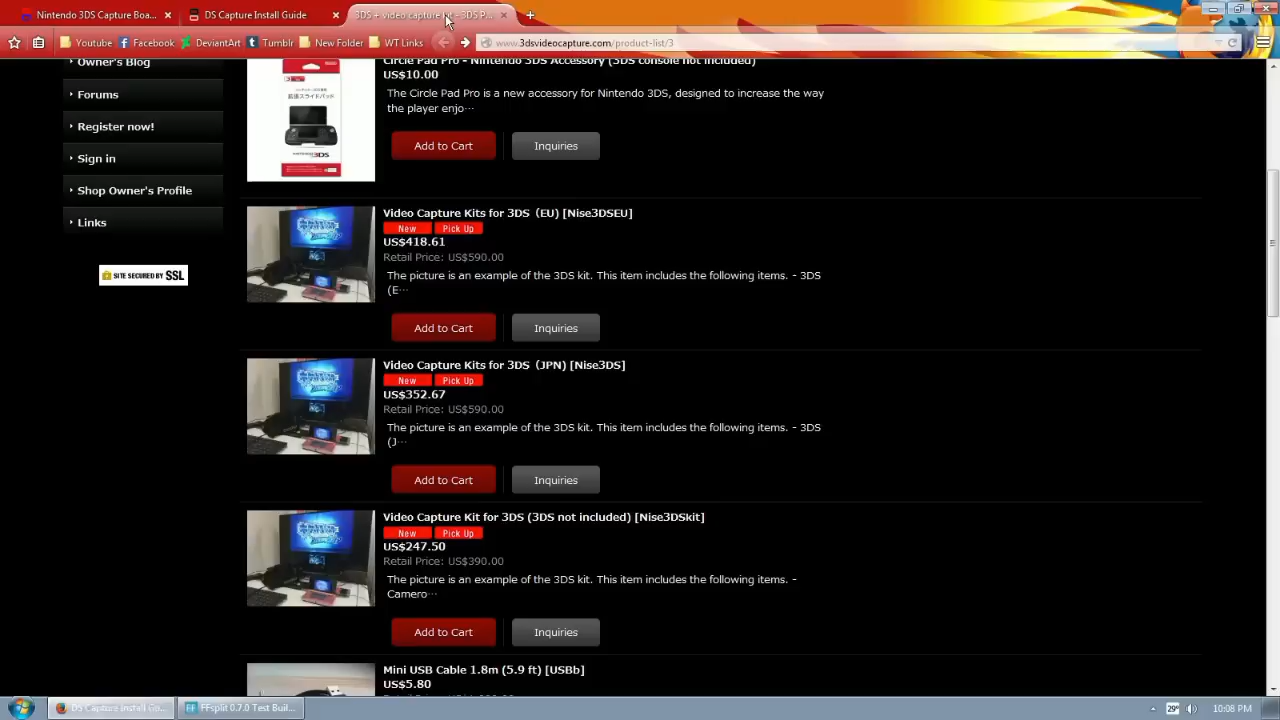 Nintendo 3DS Capture Boa...
DS Capture Install Guide
3DS + video capture kit - 3DS P...
Youtube
Facebook
DeviantArt
Tumblr
New Folder
WT Links
www.3dsvideocapture.com/product-list/3
Owner's Blog
Forums
Register now!
Sign in
Shop Owner's Profile
Links
SITE SECURED BY SSL
Circle Pad Pro - Nintendo 3DS Accessory (3DS console not included)
US$10.00
The Circle Pad Pro is a new accessory for Nintendo 3DS, designed to increase the way
the player enjo···
Add to Cart
Inquiries
Video Capture Kits for 3DS (EU) [Nise3DSEU]
New
Pick Up
US$418.61
Retail Price: US$590.00
The picture is an example of the 3DS kit. This item includes the following items. - 3DS
(E···
Add to Cart
Inquiries
Video Capture Kits for 3DS (JPN) [Nise3DS]
New
Pick Up
US$352.67
Retail Price: US$590.00
The picture is an example of the 3DS kit. This item includes the following items. - 3DS
(J···
Add to Cart
Inquiries
Video Capture Kit for 3DS (3DS not included) [Nise3DSkit]
New
Pick Up
US$247.50
Retail Price: US$390.00
The picture is an example of the 3DS kit. This item includes the following items. -
Camero···
Add to Cart
Inquiries
Mini USB Cable 1.8m (5.9 ft) [USBb]
US$5.80
DS Capture Install Gu...
FFsplit 0.7.0 Test Buil...
29°
10:08 PM